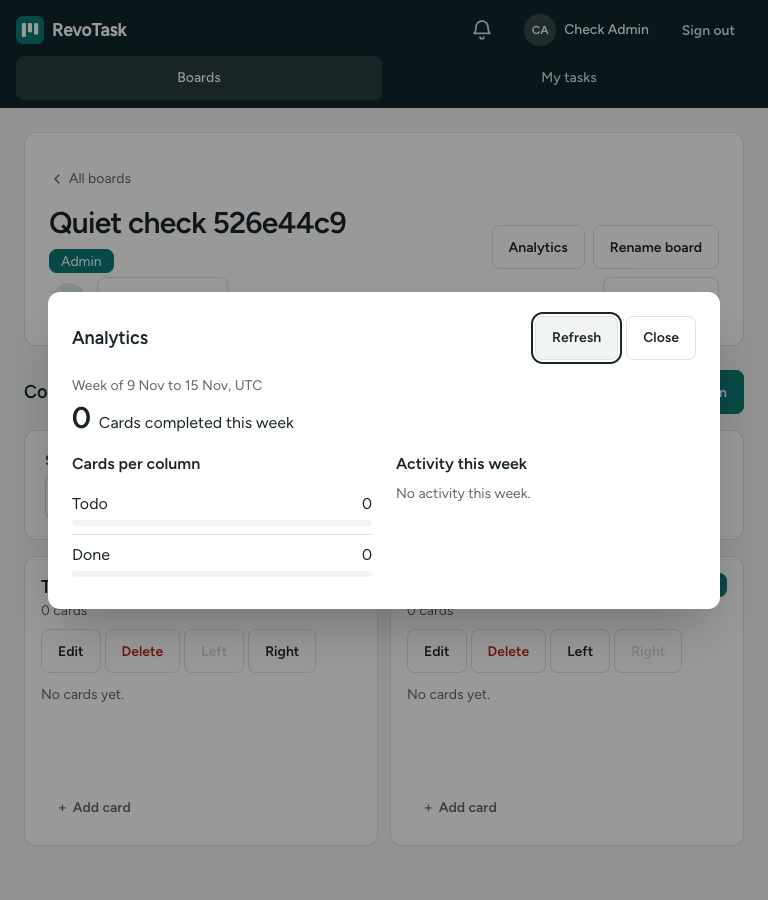 RevoTask
CA
Check Admin
Sign out
Boards
My tasks
All boards
Quiet check 526e44c9
Admin
Analytics
Rename board
Analytics
Refresh
Close
Week of 9 Nov to 15 Nov, UTC
0 Cards completed this week
Cards per column
Todo 0
Done 0
Activity this week
No activity this week.
0 cards
Edit
Delete
Left
Right
No cards yet.
+ Add card
0 cards
Edit
Delete
Left
Right
No cards yet.
+ Add card